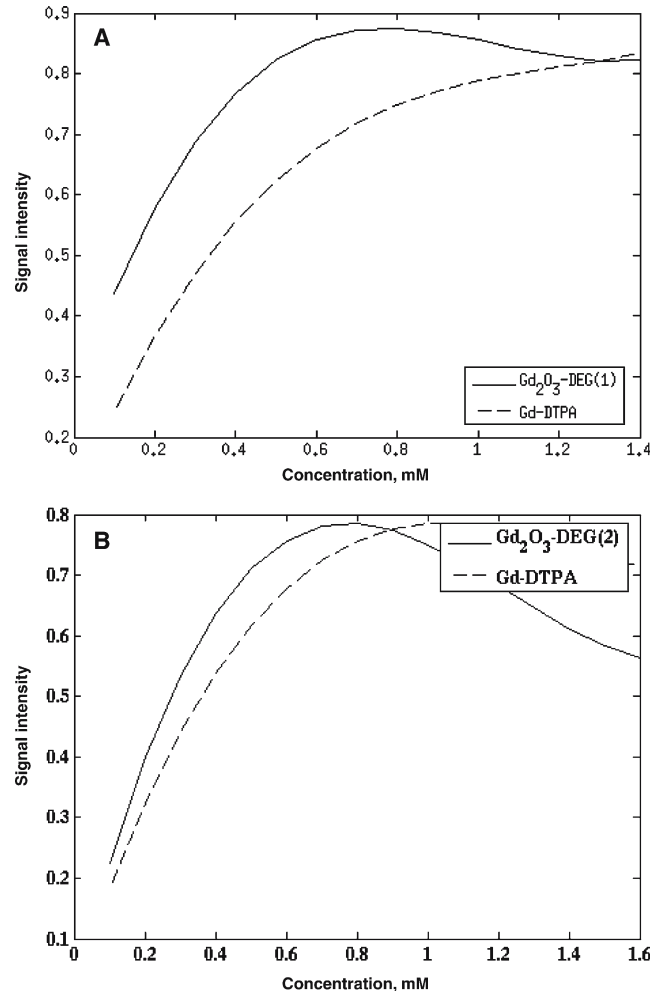 A
Signal intensity
0.9
0.8
0.7
0.6
0.5
0.4
0.3
0.2
0 0.2 0.4 0.6 0.8 1 1.2 1.4
Concentration, mM
Gd2O3-DEG(1)
Gd-DTPA
B
Signal intensity
0.8
0.7
0.6
0.5
0.4
0.3
0.2
0.1
0 0.2 0.4 0.6 0.8 1 1.2 1.4 1.6
Concentration, mM
Gd2O3-DEG(2)
Gd-DTPA